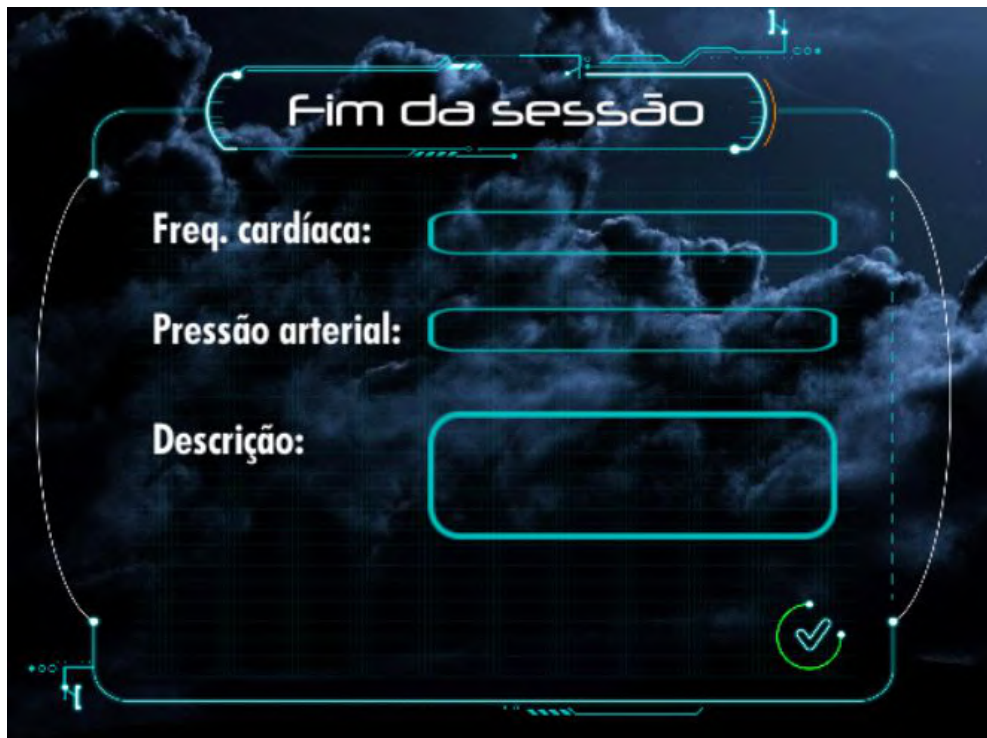 Fim da sessão
Freq. cardíaca:
Pressão arterial:
Descrição: